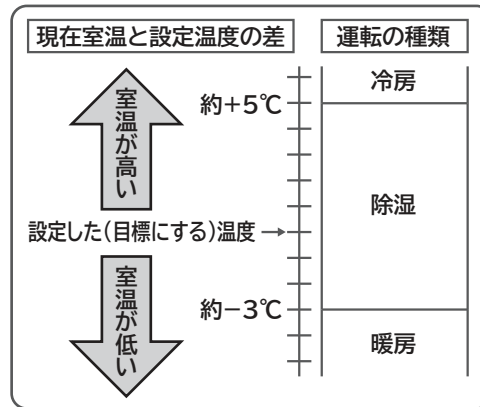 現在室温と設定温度の差
運転の種類
室温が高い
約+5℃
冷房
除湿
設定した(目標にする)温度→
室温が低い
約−3℃
暖房